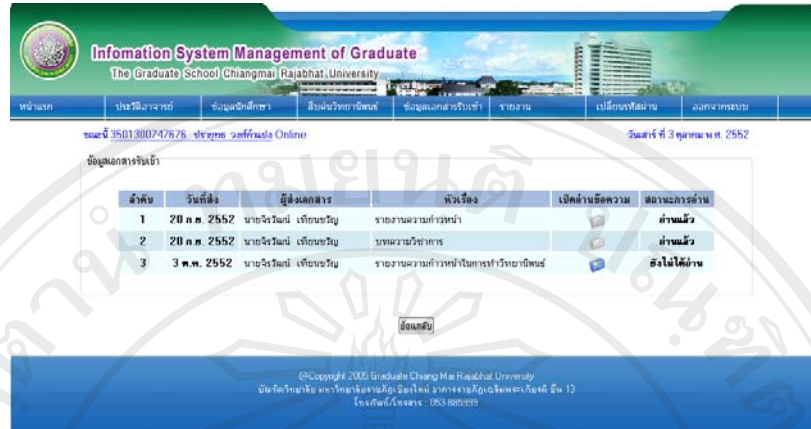 Infomation System Management of Graduate
The Graduate School Chiangmai Rajabhat University
หน้าแรก ประวัติอาจารย์ ข้อมูลนักศึกษา สืบค้นวิทยานิพนธ์ ข้อมูลเอกสารรับเข้า รายงาน เปลี่ยนรหัสผ่าน ออกจากระบบ
ขณะนี้ 3501300747676 ประยุทธ Online วันเสาร์ ที่ 3 ตุลาคม พ.ศ. 2552
ข้อมูลเอกสารรับเข้า
ลำดับ วันที่ส่ง ผู้ส่งเอกสาร หัวเรื่อง เปิดอ่านข้อความ สถานะการอ่าน
1 20 ก.ย. 2552 นายจิรวัฒน์ เทียนขวัญ รายงานความก้าวหน้า อ่านแล้ว
2 20 ก.ย. 2552 นายจิรวัฒน์ เทียนขวัญ บทความวิชาการ อ่านแล้ว
3 3 ต.ค. 2552 นายจิรวัฒน์ เทียนขวัญ รายงานความก้าวหน้าในการทำวิทยานิพนธ์ ยังไม่ได้อ่าน
ย้อนกลับ
@Copyright 2005 Graduate Chiang Mai Rajabhat University
บัณฑิตวิทยาลัย มหาวิทยาลัยราชภัฏเชียงใหม่ อาคารราชภัฏเฉลิมพระเกียรติ ชั้น 13
โทรศัพท์/โทรสาร : 053-885999